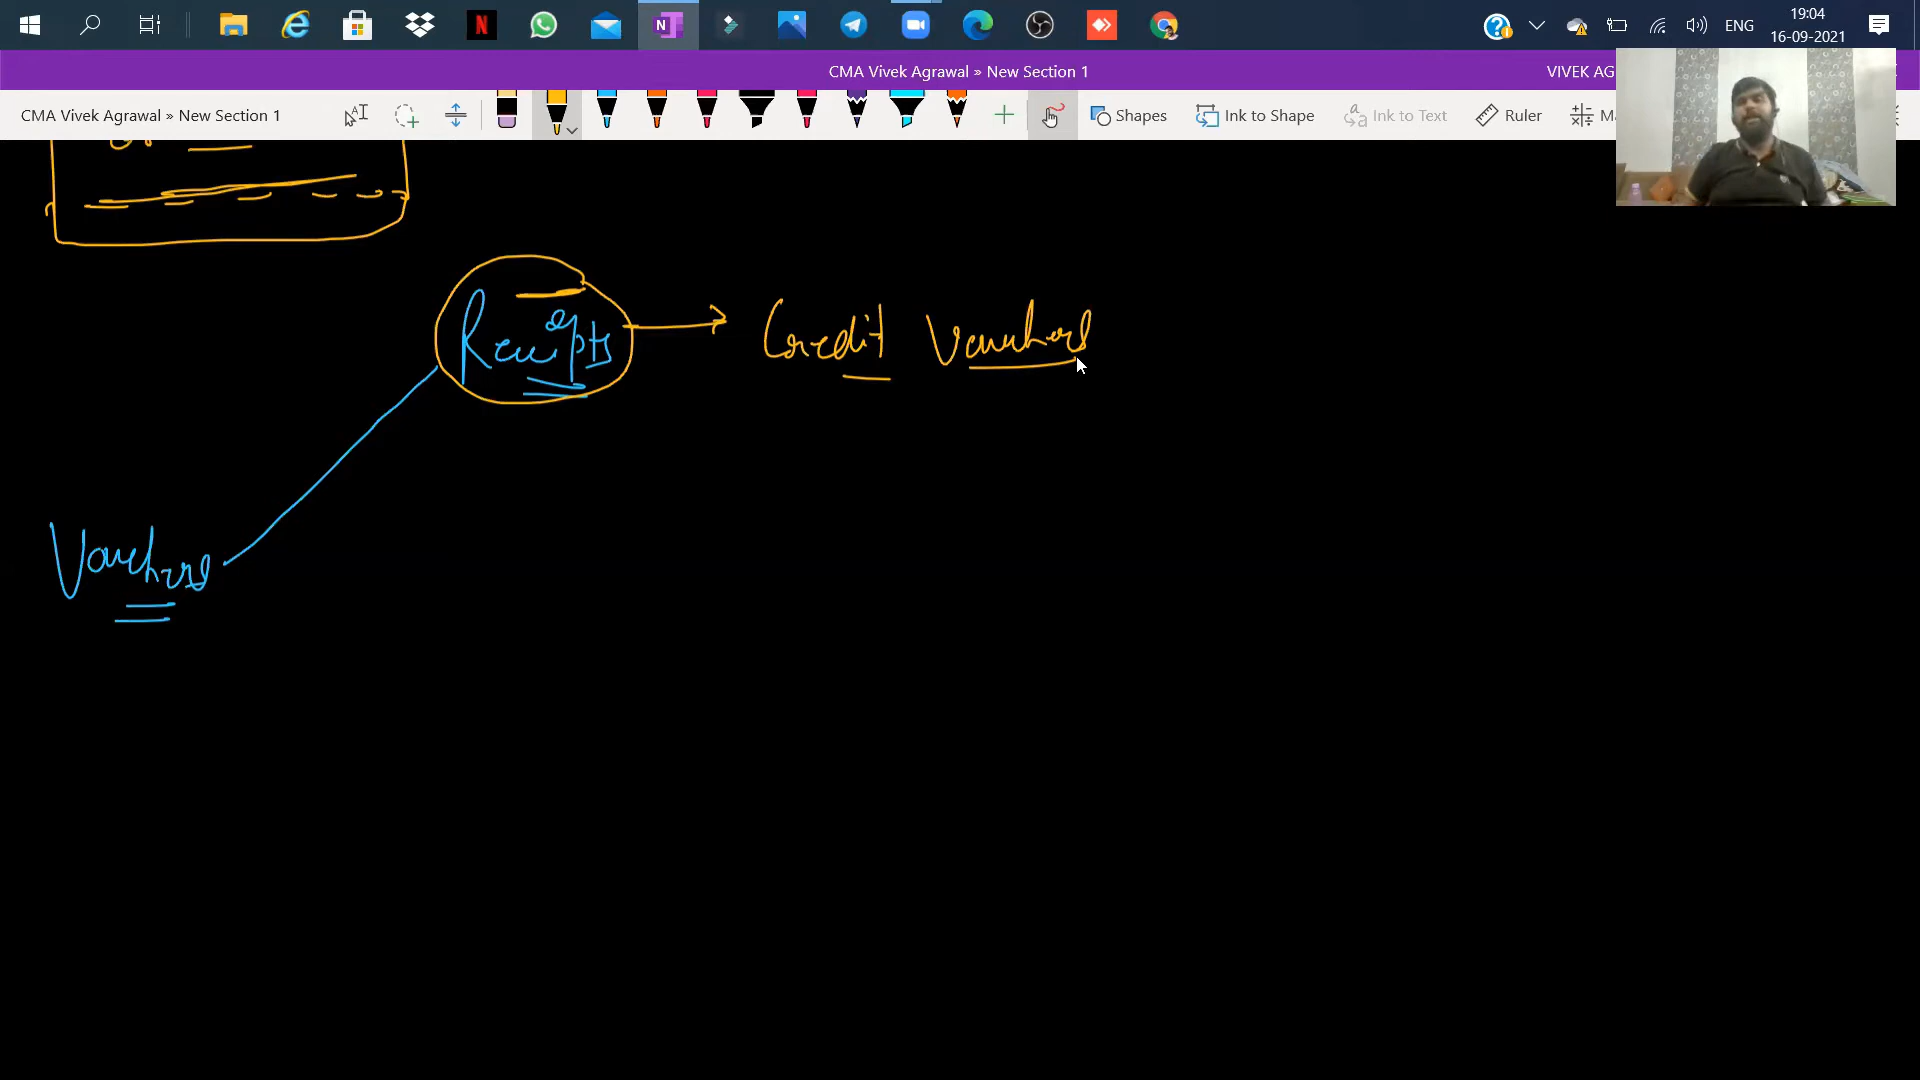 ENG
19:04
16-09-2021
CMA Vivek Agrawal » New Section 1
VIVEK AG
CMA Vivek Agrawal » New Section 1
Shapes
Ink to Shape
Ink to Text
Ruler
Receipts
Credit Vouchers
Vouchers